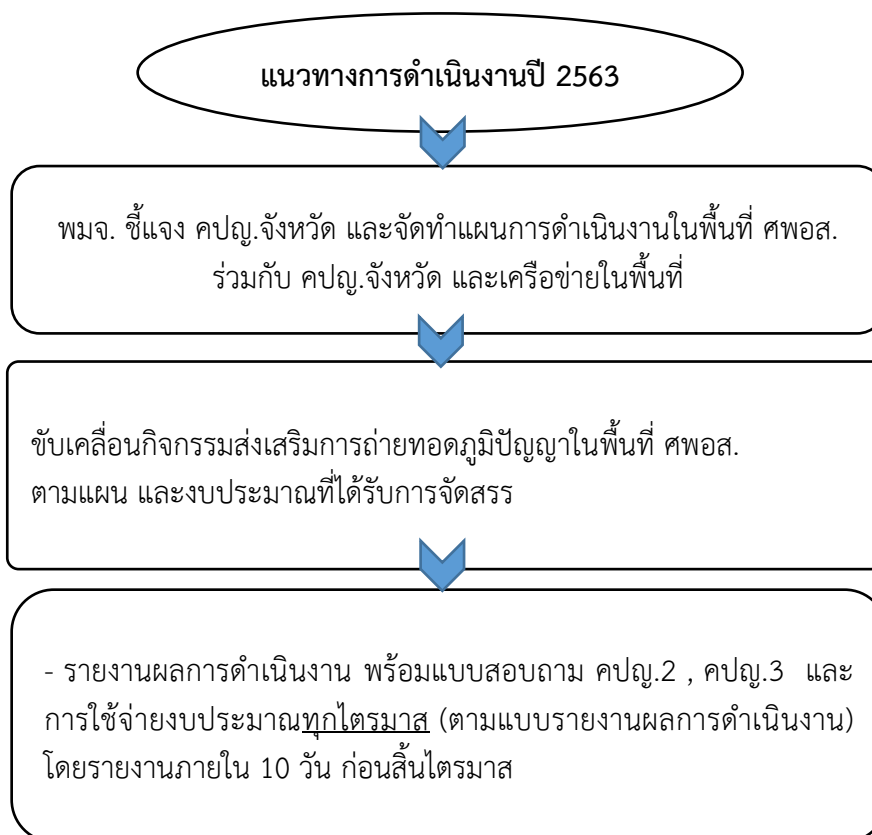 แนวทางการดำเนินงานปี 2563
พมจ. ชี้แจง คปญ.จังหวัด และจัดทำแผนการดำเนินงานในพื้นที่ ศพอส.
ร่วมกับ คปญ.จังหวัด และเครือข่ายในพื้นที่
ขับเคลื่อนกิจกรรมส่งเสริมการถ่ายทอดภูมิปัญญาในพื้นที่ ศพอส.
ตามแผน และงบประมาณที่ได้รับการจัดสรร
- รายงานผลการดำเนินงาน พร้อมแบบสอบถาม คปญ.2 , คปญ.3 และ
การใช้จ่ายงบประมาณทุกไตรมาส (ตามแบบรายงานผลการดำเนินงาน)
โดยรายงานภายใน 10 วัน ก่อนสิ้นไตรมาส